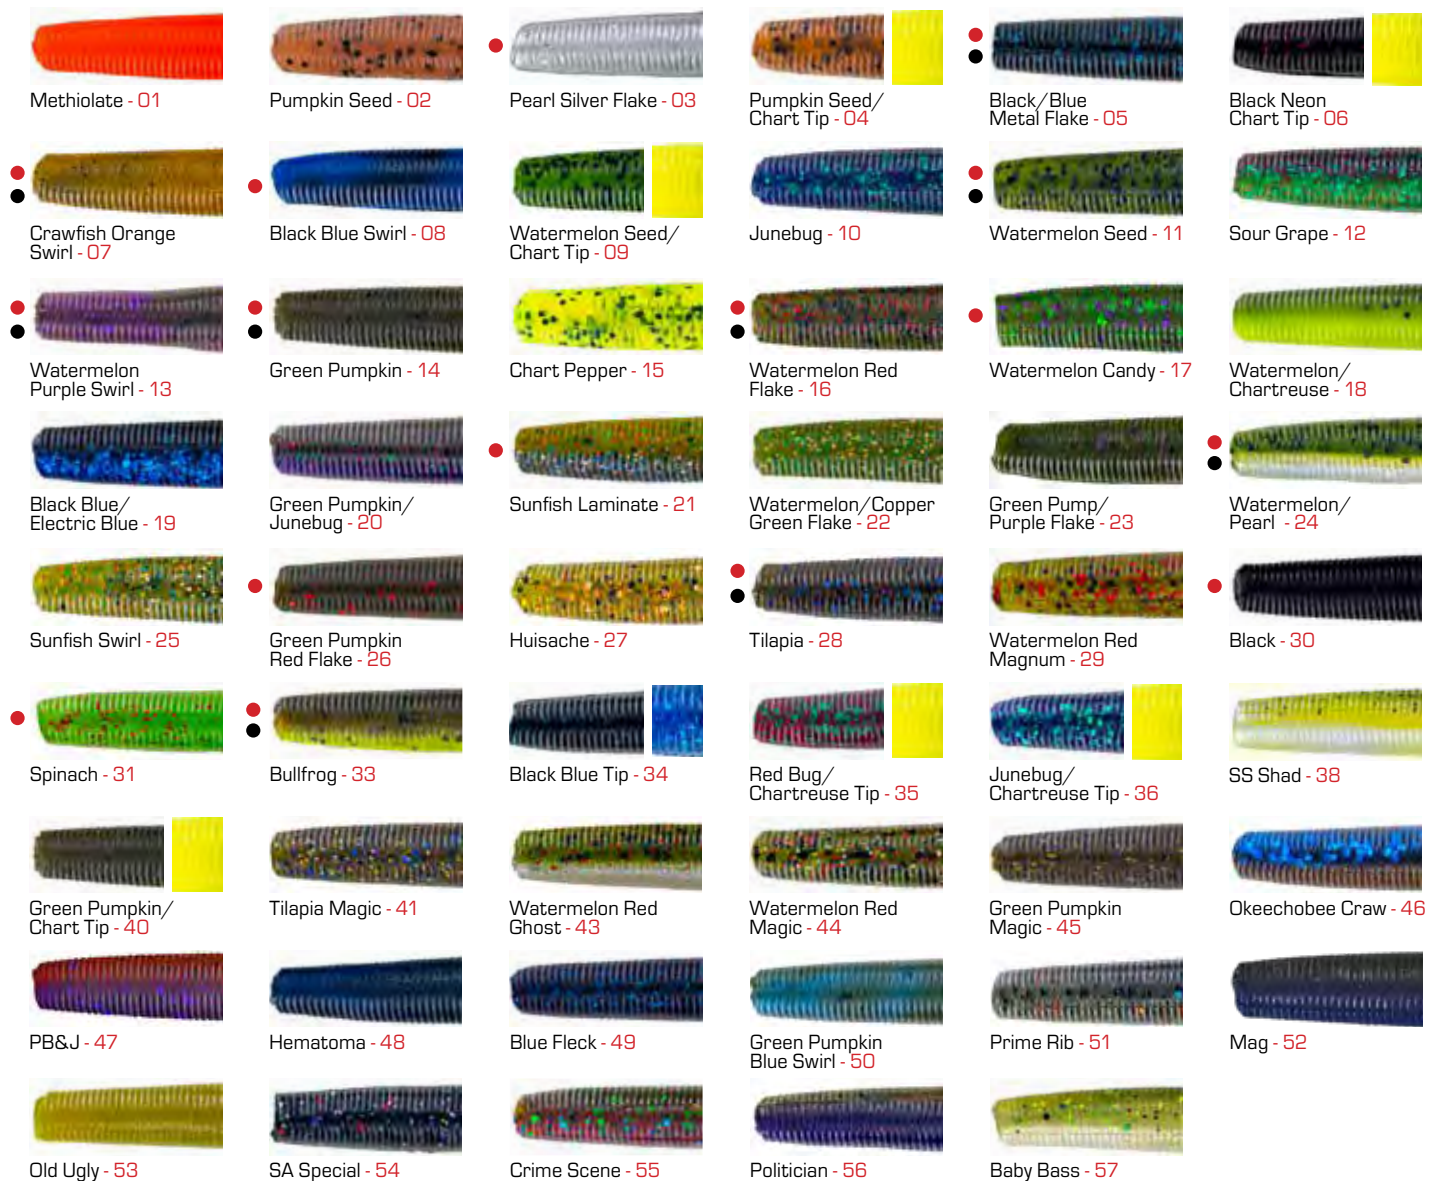 Methiolate - 01
Pumpkin Seed - 02
Pearl Silver Flake - 03
Pumpkin Seed/
Chart Tip - 04
Black/Blue
Metal Flake - 05
Black Neon
Chart Tip - 06
Crawfish Orange
Swirl - 07
Black Blue Swirl - 08
Watermelon Seed/
Chart Tip - 09
Junebug - 10
Watermelon Seed - 11
Sour Grape - 12
Watermelon
Purple Swirl - 13
Green Pumpkin - 14
Chart Pepper - 15
Watermelon Red
Flake - 16
Watermelon Candy - 17
Watermelon/
Chartreuse - 18
Black Blue/
Electric Blue - 19
Green Pumpkin/
Junebug - 20
Sunfish Laminate - 21
Watermelon/Copper
Green Flake - 22
Green Pump/
Purple Flake - 23
Watermelon/
Pearl - 24
Sunfish Swirl - 25
Green Pumpkin
Red Flake - 26
Huisache - 27
Tilapia - 28
Watermelon Red
Magnum - 29
Black - 30
Spinach - 31
Bullfrog - 33
Black Blue Tip - 34
Red Bug/
Chartreuse Tip - 35
Junebug/
Chartreuse Tip - 36
SS Shad - 38
Green Pumpkin/
Chart Tip - 40
Tilapia Magic - 41
Watermelon Red
Ghost - 43
Watermelon Red
Magic - 44
Green Pumpkin
Magic - 45
Okeechobee Craw - 46
PB&J - 47
Hematoma - 48
Blue Fleck - 49
Green Pumpkin
Blue Swirl - 50
Prime Rib - 51
Mag - 52
Old Ugly - 53
SA Special - 54
Crime Scene - 55
Politician - 56
Baby Bass - 57